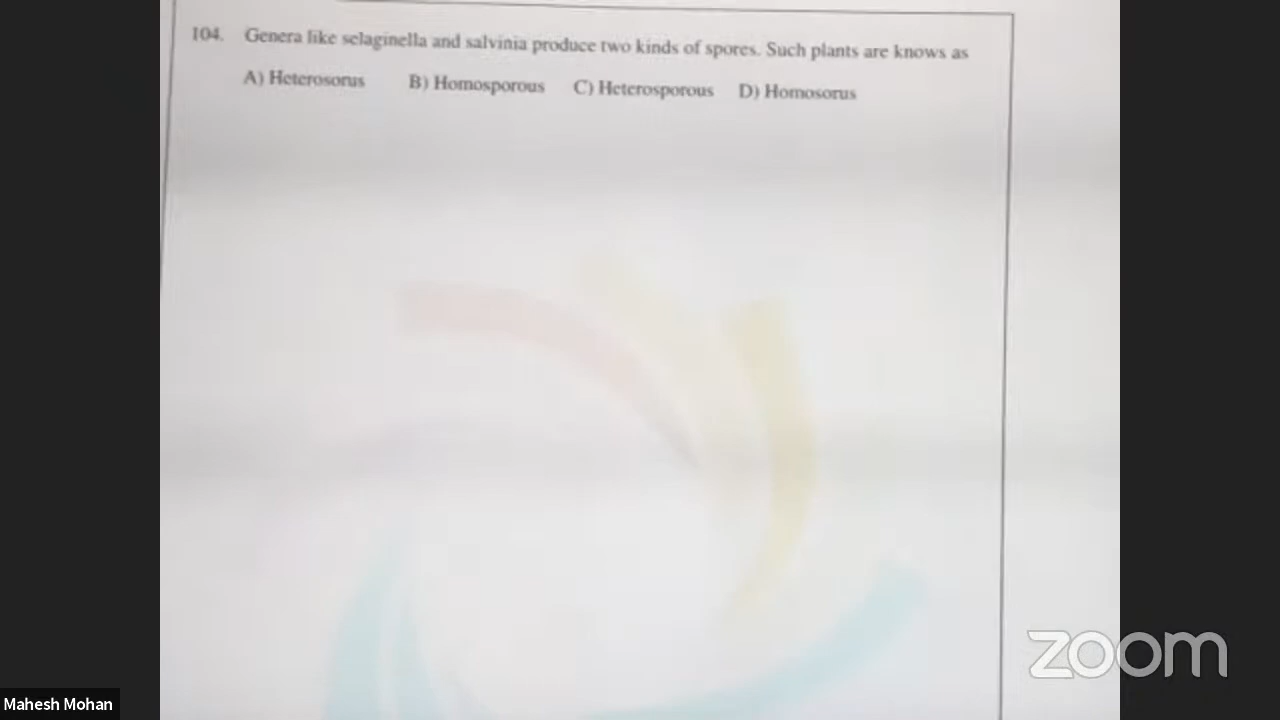 104. Genera like selaginella and salvinia produce two kinds of spores. Such plants are knows as
A) Heterosorus B) Homosporous C) Heterosporous D) Homosorus
zoom
Mahesh Mohan